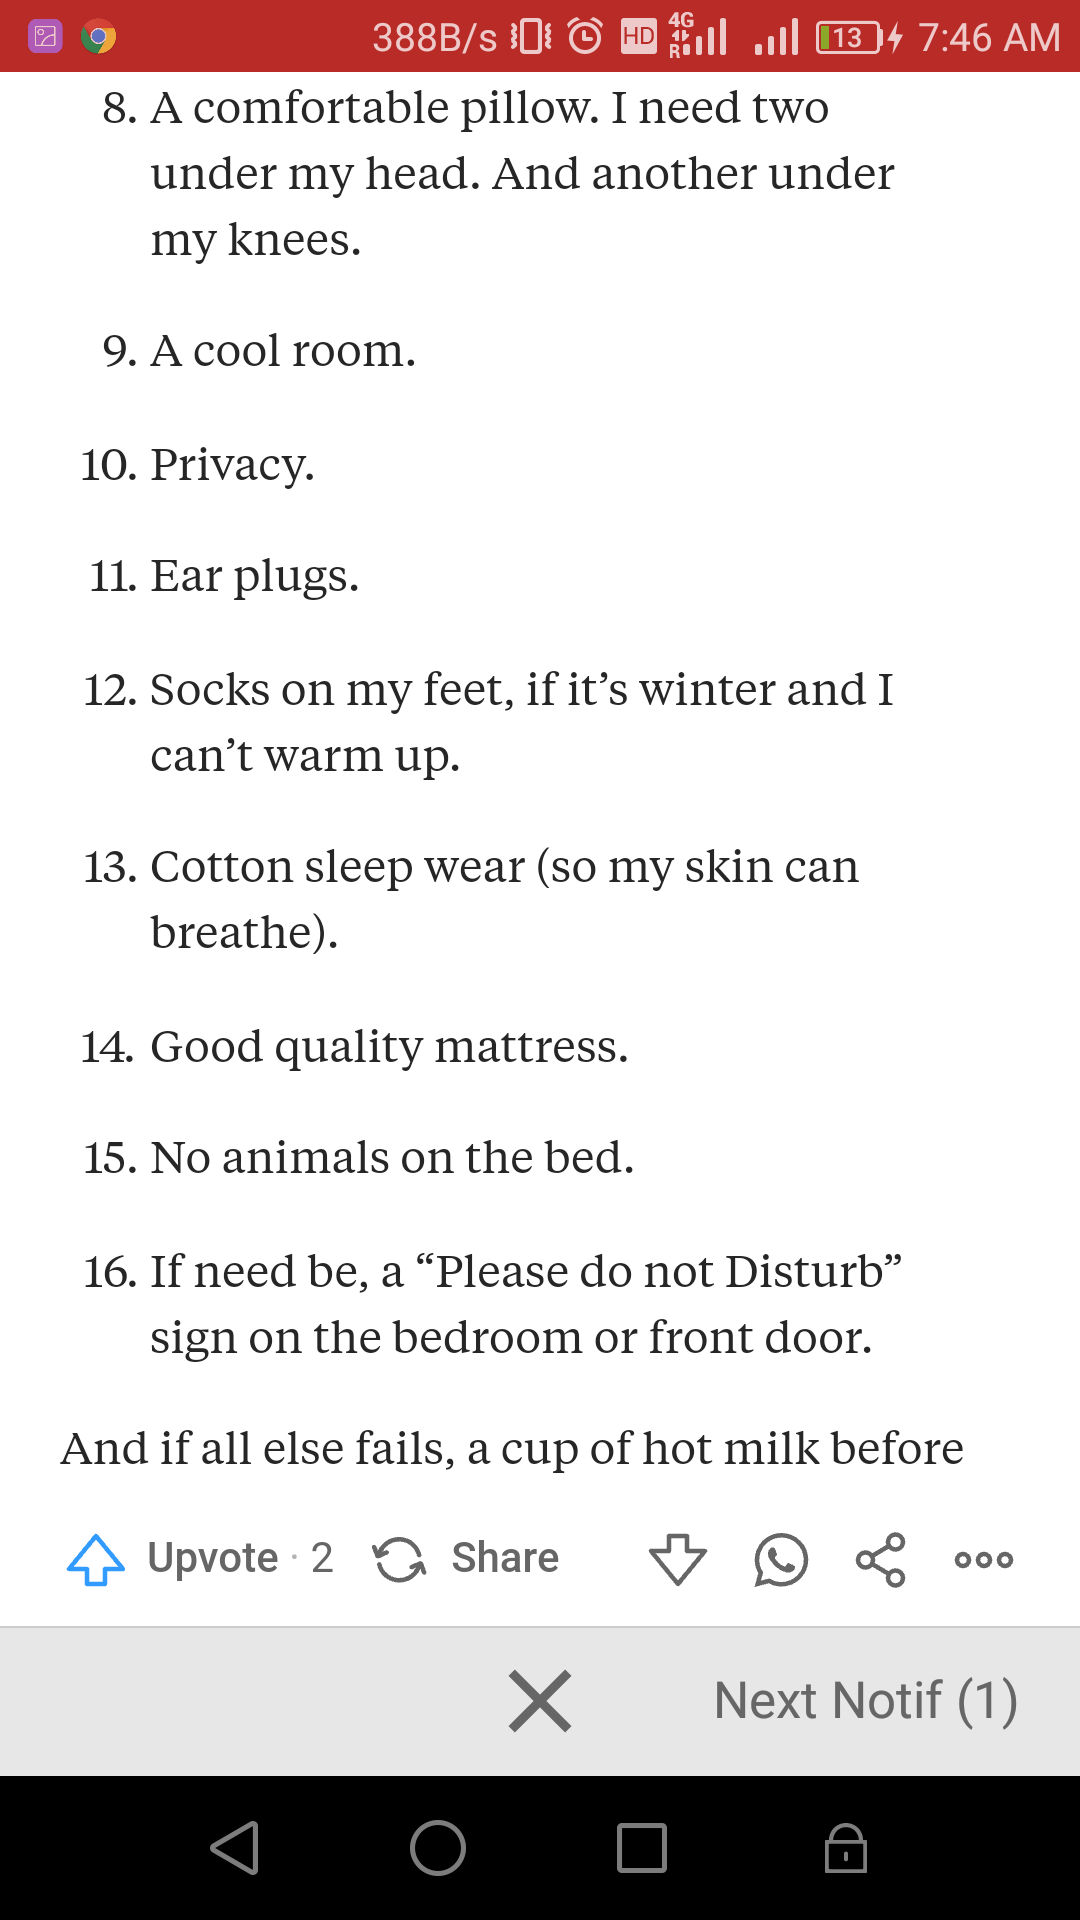 388B/s HD 4G R 13 7:46 AM
8. A comfortable pillow. I need two
under my head. And another under
my knees.
9. A cool room.
10. Privacy.
11. Ear plugs.
12. Socks on my feet, if it’s winter and I
can’t warm up.
13. Cotton sleep wear (so my skin can
breathe).
14. Good quality mattress.
15. No animals on the bed.
16. If need be, a “Please do not Disturb”
sign on the bedroom or front door.
And if all else fails, a cup of hot milk before
Upvote · 2 Share
Next Notif (1)